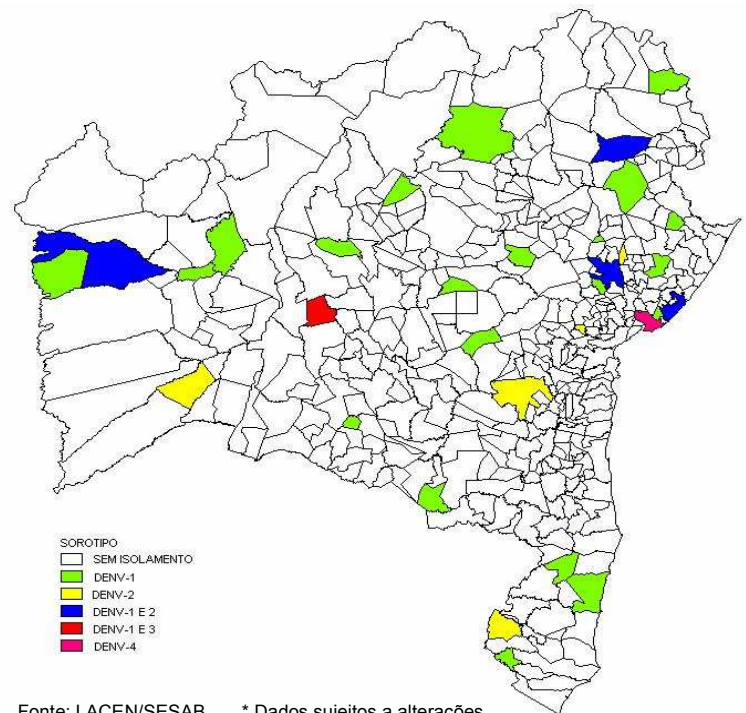 SOROTIPO
SEM ISOLAMENTO
DENV-1
DENV-2
DENV-1 E 2
DENV-1 E 3
DENV-4
Fonte: LACEN/SESAB * Dados sujeitos a alterações